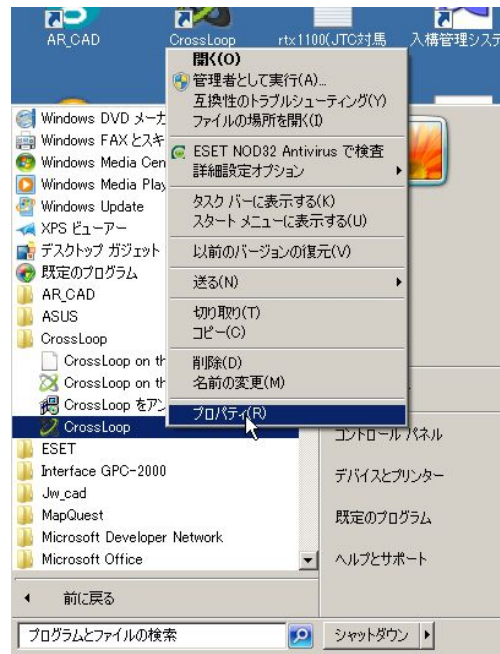 AR_CAD
CrossLoop
rtx1100(JTC対馬
入構管理システ
開く(O)
管理者として実行(A)...
互換性のトラブルシューティング(Y)
ファイルの場所を開く(I)
ESET NOD32 Antivirus で検査
詳細設定オプション
タスク バーに表示する(K)
スタート メニューに表示する(U)
以前のバージョンの復元(V)
送る(N)
切り取り(T)
コピー(C)
削除(D)
名前の変更(M)
プロパティ(R)
Windows DVD メーカ
Windows FAX とスキ
Windows Media Cen
Windows Media Play
Windows Update
XPS ビューアー
デスクトップ ガジェット
既定のプログラム
AR_CAD
ASUS
CrossLoop
CrossLoop on th
CrossLoop on th
CrossLoop をアン
CrossLoop
ESET
Interface GPC-2000
Jw_cad
MapQuest
Microsoft Developer Network
Microsoft Office
前に戻る
プログラムとファイルの検索
コントロール パネル
デバイスとプリンター
既定のプログラム
ヘルプとサポート
シャットダウン